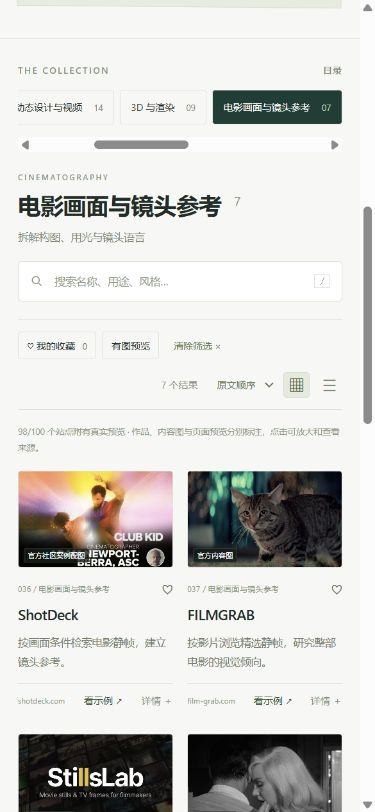 THE COLLECTION
目录
动态设计与视频 14
3D 与渲染 09
电影画面与镜头参考 07
CINEMATOGRAPHY
电影画面与镜头参考 7
拆解构图、用光与镜头语言
搜索名称、用途、风格... /
♡ 我的收藏 0
有图预览
清除筛选 ×
7 个结果
原文顺序
98/100 个站点附有真实预览 · 作品、内容图与页面预览分别标注，点击可放大和查看
来源。
CLUB KID
CINEMATOGRAPHER
NEWPORT-
BERRA, ASC
官方社区案例配图
官方内容图
036 / 电影画面与镜头参考
037 / 电影画面与镜头参考
ShotDeck
FILMGRAB
按画面条件检索电影静帧，建立
镜头参考。
按影片浏览精选静帧，研究整部
电影的视觉倾向。
shotdeck.com 看示例 ↗ 详情 +
film-grab.com 看示例 ↗ 详情 +
StillsLab
Movie stills & TV frames for filmmakers